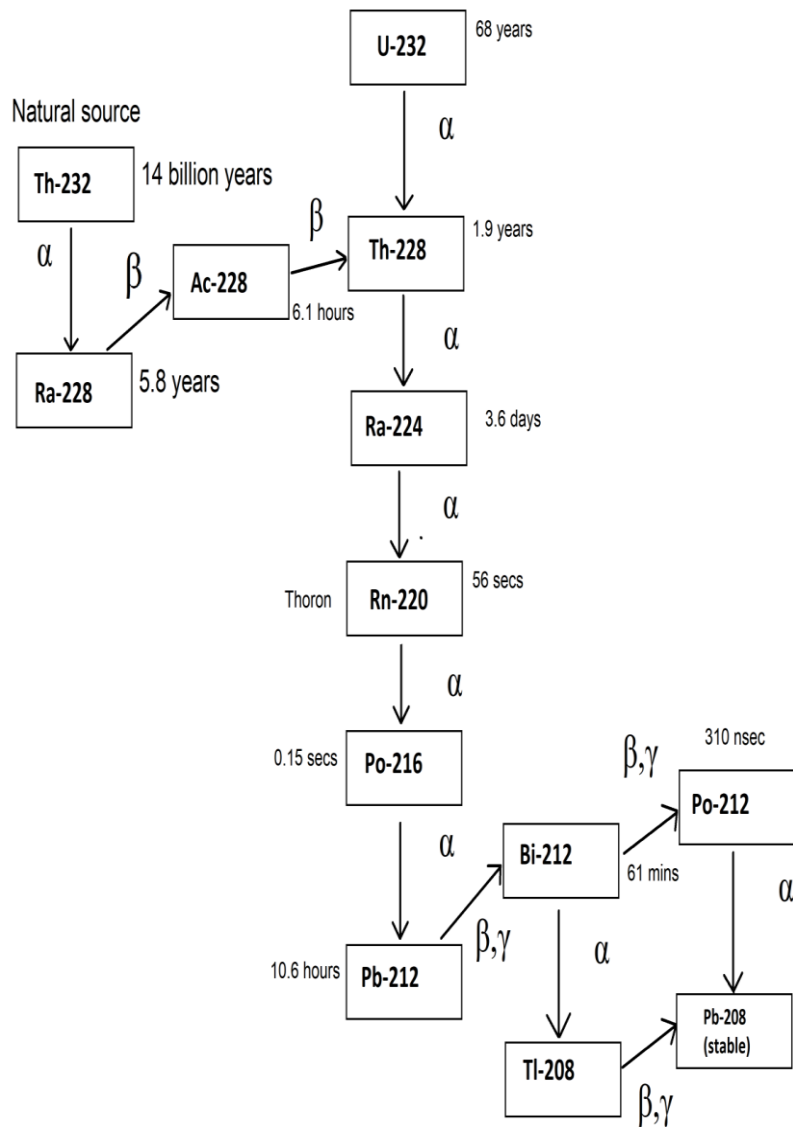 U-232
68 years
α
Natural source
Th-232
14 billion years
α
β
Ac-228
6.1 hours
β
Th-228
1.9 years
Ra-228
5.8 years
α
Ra-224
3.6 days
α
Thoron
Rn-220
56 secs
α
0.15 secs
Po-216
α
310 nsec
β,γ
Po-212
Bi-212
61 mins
α
10.6 hours
Pb-212
β,γ
α
Pb-208
(stable)
Tl-208
β,γ